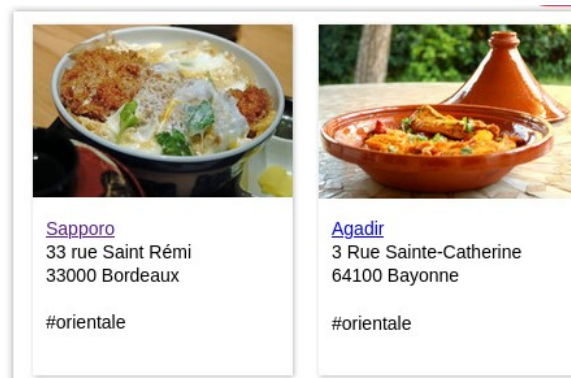 Sapporo
33 rue Saint Rémi
33000 Bordeaux
#orientale
Agadir
3 Rue Sainte-Catherine
64100 Bayonne
#orientale